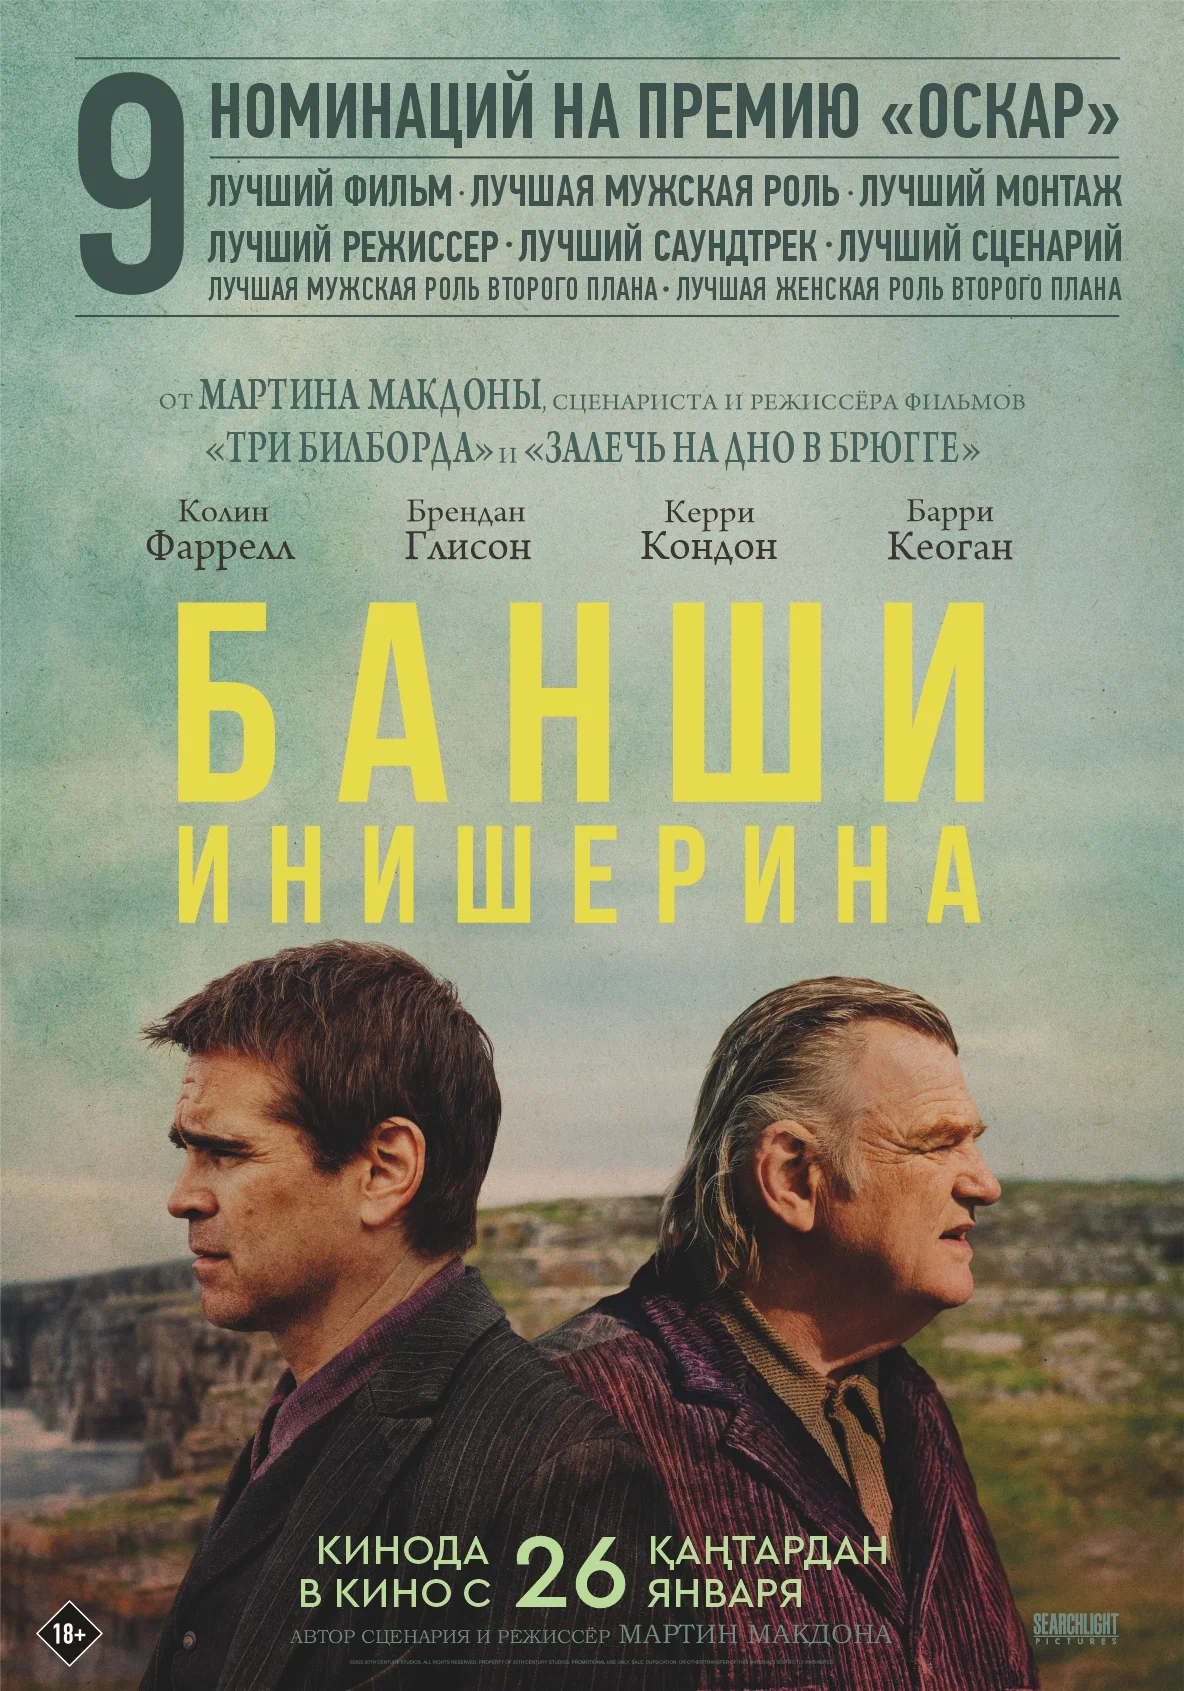 9 НОМИНАЦИЙ НА ПРЕМИЮ «ОСКАР»
ЛУЧШИЙ ФИЛЬМ · ЛУЧШАЯ МУЖСКАЯ РОЛЬ · ЛУЧШИЙ МОНТАЖ
ЛУЧШИЙ РЕЖИССЕР · ЛУЧШИЙ САУНДТРЕК · ЛУЧШИЙ СЦЕНАРИЙ
ЛУЧШАЯ МУЖСКАЯ РОЛЬ ВТОРОГО ПЛАНА · ЛУЧШАЯ ЖЕНСКАЯ РОЛЬ ВТОРОГО ПЛАНА
ОТ МАРТИНА МАКДОНЫ, СЦЕНАРИСТА И РЕЖИССЁРА ФИЛЬМОВ
«ТРИ БИЛБОРДА» И «ЗАЛЕЧЬ НА ДНО В БРЮГГЕ»
Колин Фаррелл
Брендан Глисон
Керри Кондон
Барри Кеоган
БАНШИ
ИНИШЕРИНА
КИНОДА 26 ҚАҢТАРДАН
В КИНО С 26 ЯНВАРЯ
АВТОР СЦЕНАРИЯ И РЕЖИССЁР МАРТИН МАКДОНА
18+
SEARCHLIGHT
PICTURES